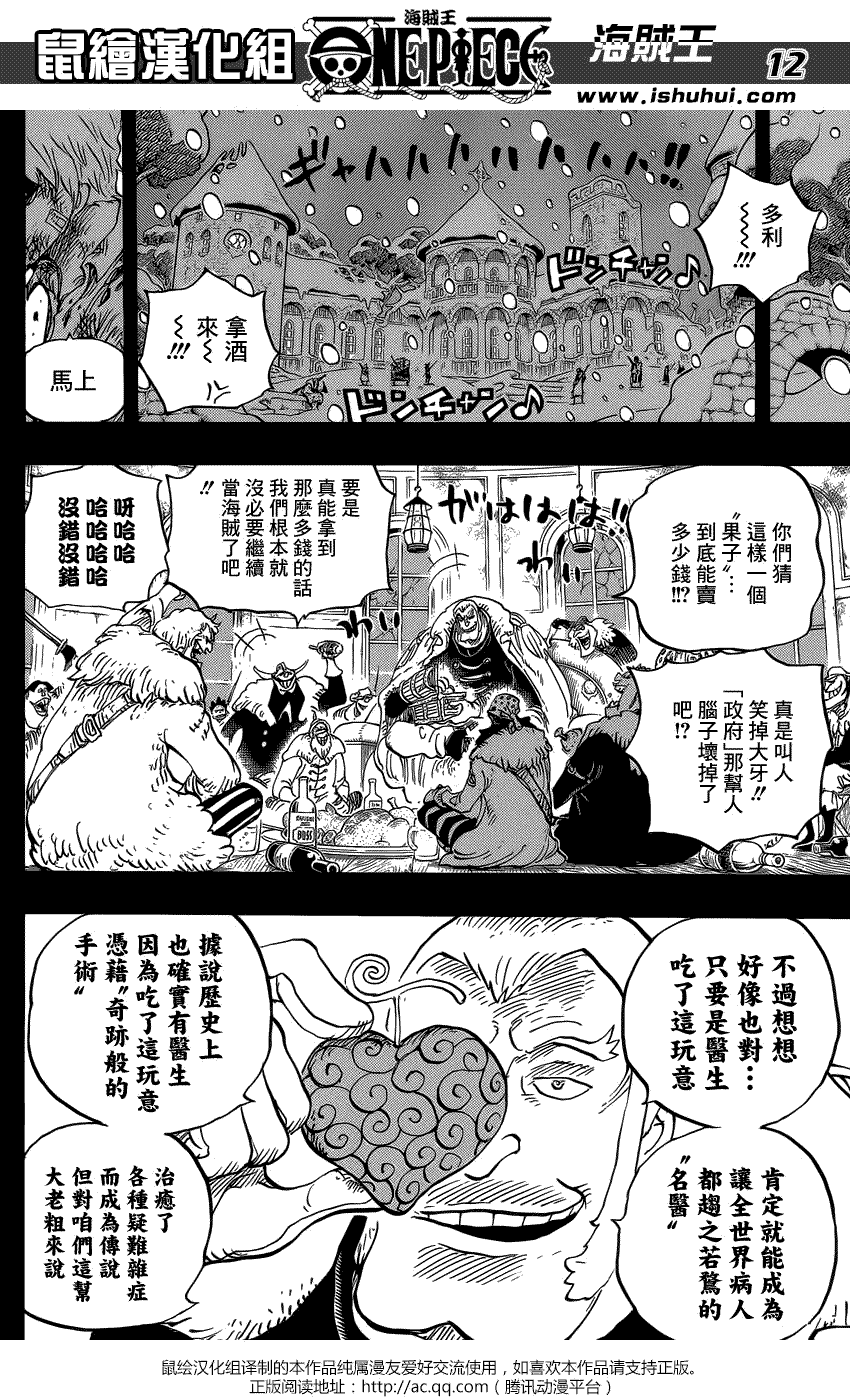 鼠繪漢化組
海賊王
ONE PIECE
海賊王
12
www.ishuhui.com
ギャハハハハハハハ!!
多利
～～!!!
ドンチャン♪
拿酒
來～
～!!!
馬上
ドンチャン♪
你們猜
這樣一個
〝果子〞…
到底能賣
多少錢!!?
がはははは!!
わい
わい
要是
真能拿到
那麼多錢的話
我們根本就
沒必要繼續
當海賊了吧
!!
呀哈哈
哈哈哈哈
沒錯沒錯
真是叫人
笑掉大牙!!
「政府」那幫人
腦子壞掉了
吧!?
BOSS
不過想想
好像也對…
只要是醫生
吃了這玩意
肯定就能成為
讓全世界病人
都趨之若鶩的
〝名醫〞
據說歷史上
也確實有醫生
因為吃了這玩意
憑藉〝奇跡般的
手術〞
治癒了
各種疑難雜症
而成為傳說
但對咱們這幫
大老粗來說
鼠绘汉化组译制的本作品纯属漫友爱好交流使用，如喜欢本作品请支持正版。
正版阅读地址：http://ac.qq.com（腾讯动漫平台）